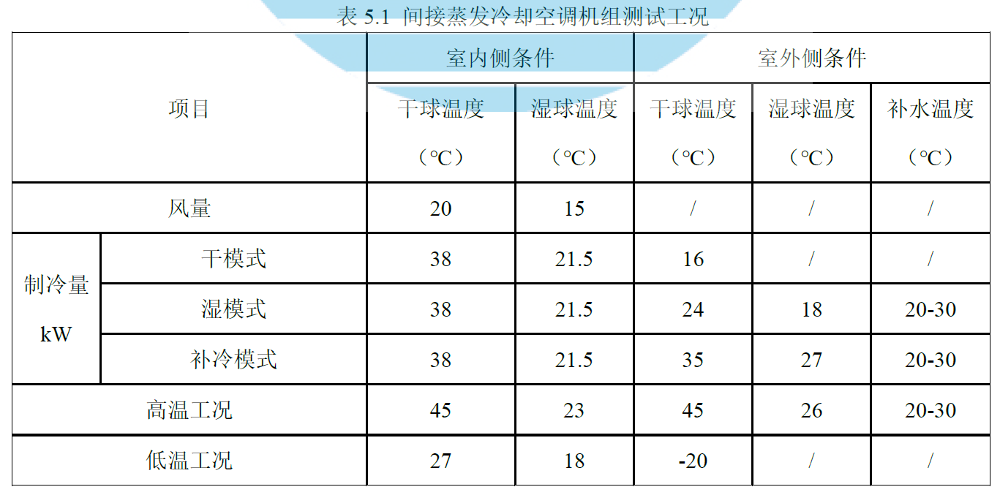 表 5.1 间接蒸发冷却空调机组测试工况
项目 室内侧条件 室外侧条件
干球温度（℃） 湿球温度（℃） 干球温度（℃） 湿球温度（℃） 补水温度（℃）
风量 20 15 / / /
制冷量 kW
干模式 38 21.5 16 / /
湿模式 38 21.5 24 18 20-30
补冷模式 38 21.5 35 27 20-30
高温工况 45 23 45 26 20-30
低温工况 27 18 -20 / /